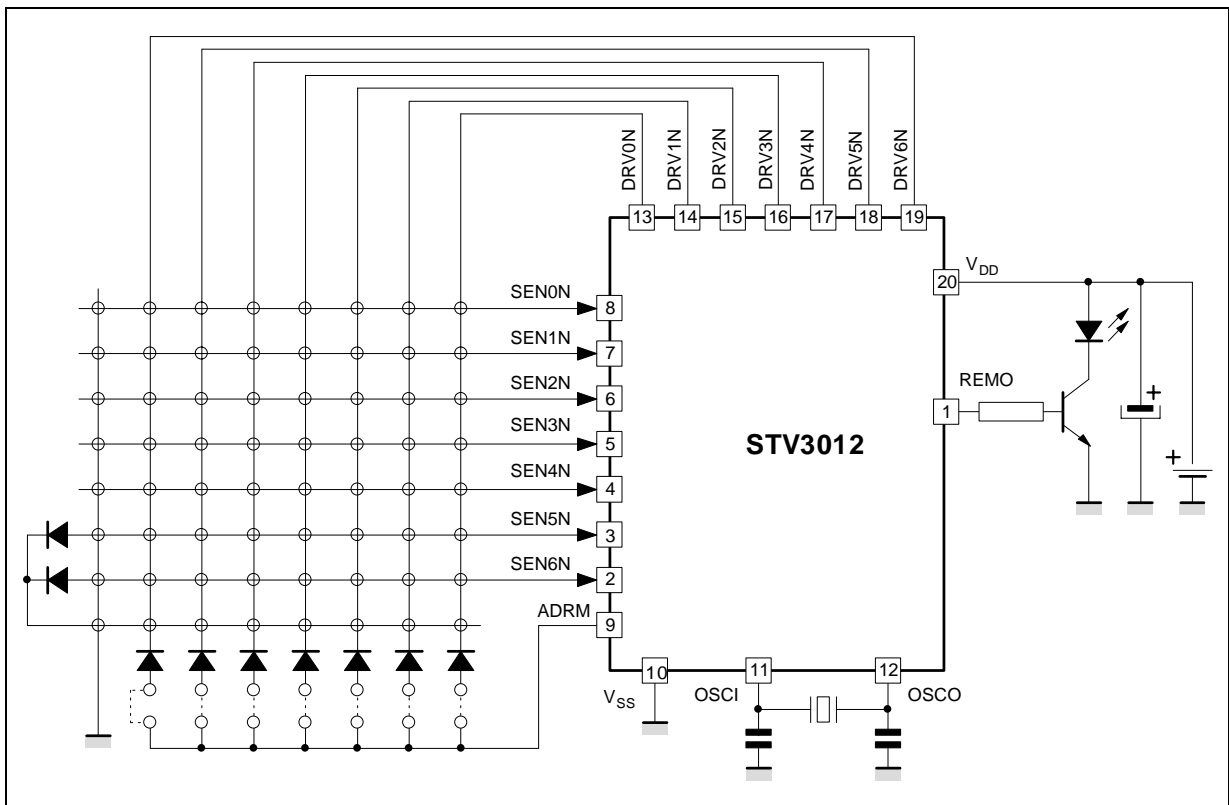 DRV0N
DRV1N
DRV2N
DRV3N
DRV4N
DRV5N
DRV6N
13
14
15
16
17
18
19
20
V_DD
SEN0N
8
SEN1N
7
SEN2N
6
SEN3N
5
SEN4N
4
SEN5N
3
SEN6N
2
ADRM
9
STV3012
REMO
1
+
+
10
11
12
V_SS
OSCI
OSCO